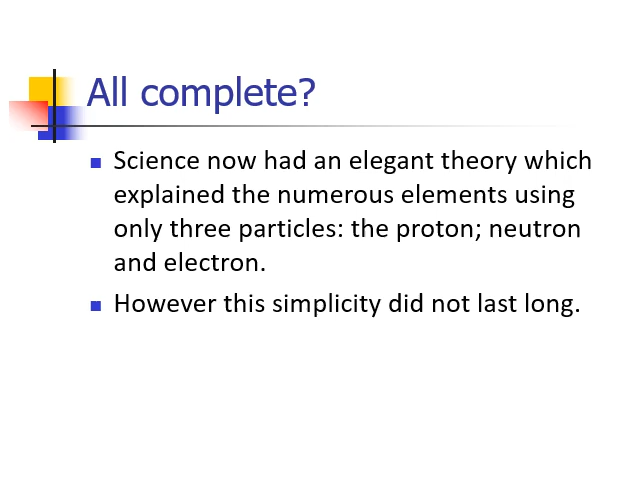 All complete?
Science now had an elegant theory which
explained the numerous elements using
only three particles: the proton; neutron
and electron.
However this simplicity did not last long.